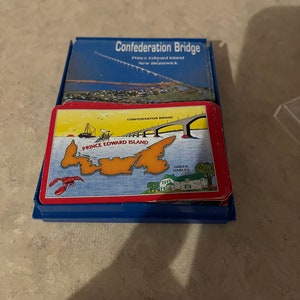 Confederation Bridge
Prince Edward Island
New Brunswick
CONFEDERATION BRIDGE
PRINCE EDWARD ISLAND
GREEN
GABLES